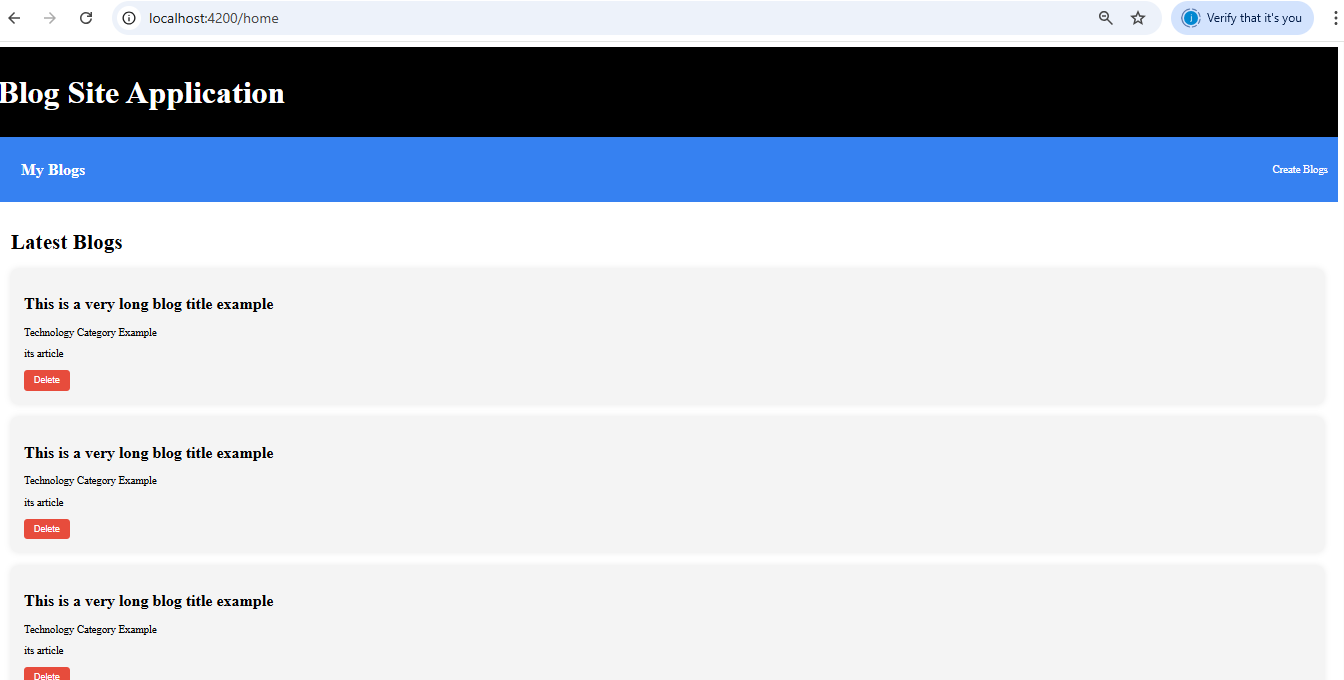 localhost:4200/home
Verify that it's you
Blog Site Application
My Blogs
Create Blogs
Latest Blogs
This is a very long blog title example
Technology Category Example
its article
Delete
This is a very long blog title example
Technology Category Example
its article
Delete
This is a very long blog title example
Technology Category Example
its article
Delete